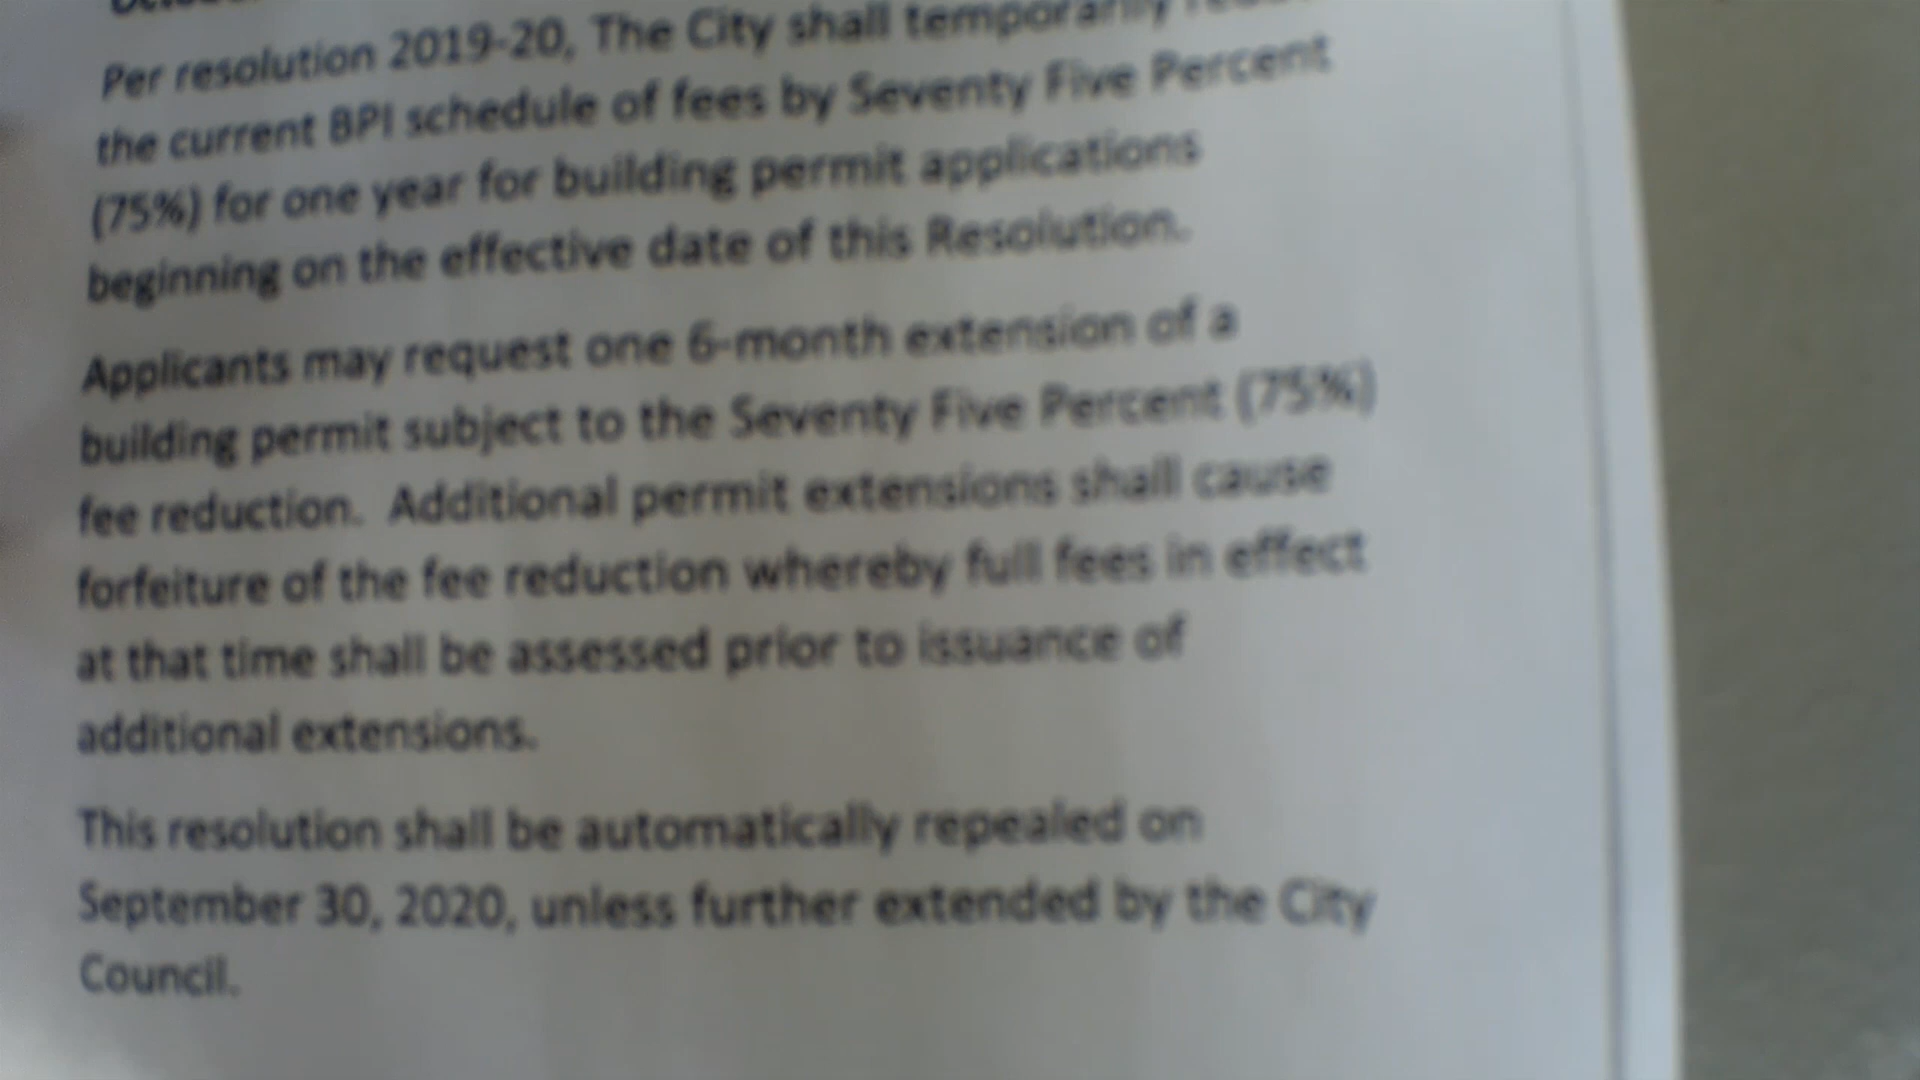 Per resolution 2019-20, The City shall temporarily
the current BPI schedule of fees by Seventy Five Percent
(75%) for one year for building permit applications
beginning on the effective date of this Resolution.
Applicants may request one 6-month extension of a
building permit subject to the Seventy Five Percent (75%)
fee reduction. Additional permit extensions shall cause
forfeiture of the fee reduction whereby full fees in effect
at that time shall be assessed prior to issuance of
additional extensions.
This resolution shall be automatically repealed on
September 30, 2020, unless further extended by the City
Council.